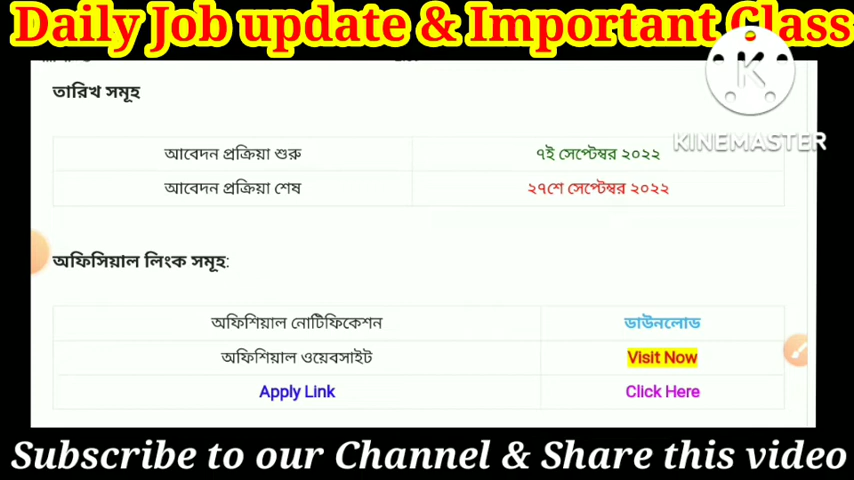 Daily Job update & Important Class
তারিখ সমূহ
KINEMASTER
আবেদন প্রক্রিয়া শুরু ৭ই সেপ্টেম্বর ২০২২
আবেদন প্রক্রিয়া শেষ ২৭শে সেপ্টেম্বর ২০২২
অফিসিয়াল লিংক সমূহ:
অফিশিয়াল নোটিফিকেশন ডাউনলোড
অফিশিয়াল ওয়েবসাইট Visit Now
Apply Link Click Here
Subscribe to our Channel & Share this video